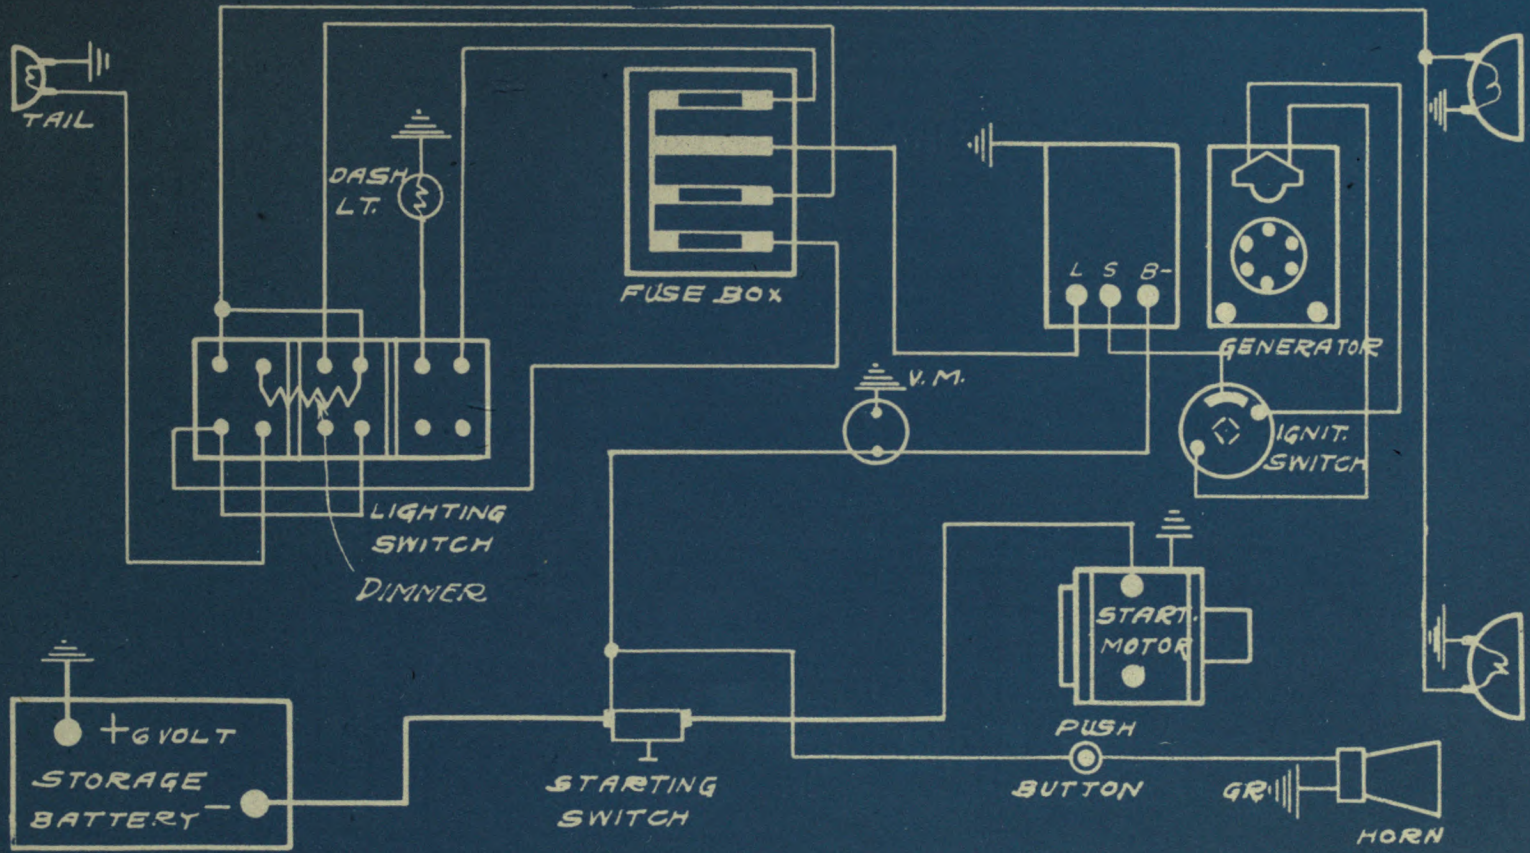 TAIL
DASH
LT.
FUSE BOX
L S B-
GENERATOR
V.M.
IGNIT.
SWITCH
LIGHTING
SWITCH
DIMMER
START.
MOTOR
+ 6 VOLT
STORAGE
BATTERY -
STARTING
SWITCH
PUSH
BUTTON
GR.
HORN